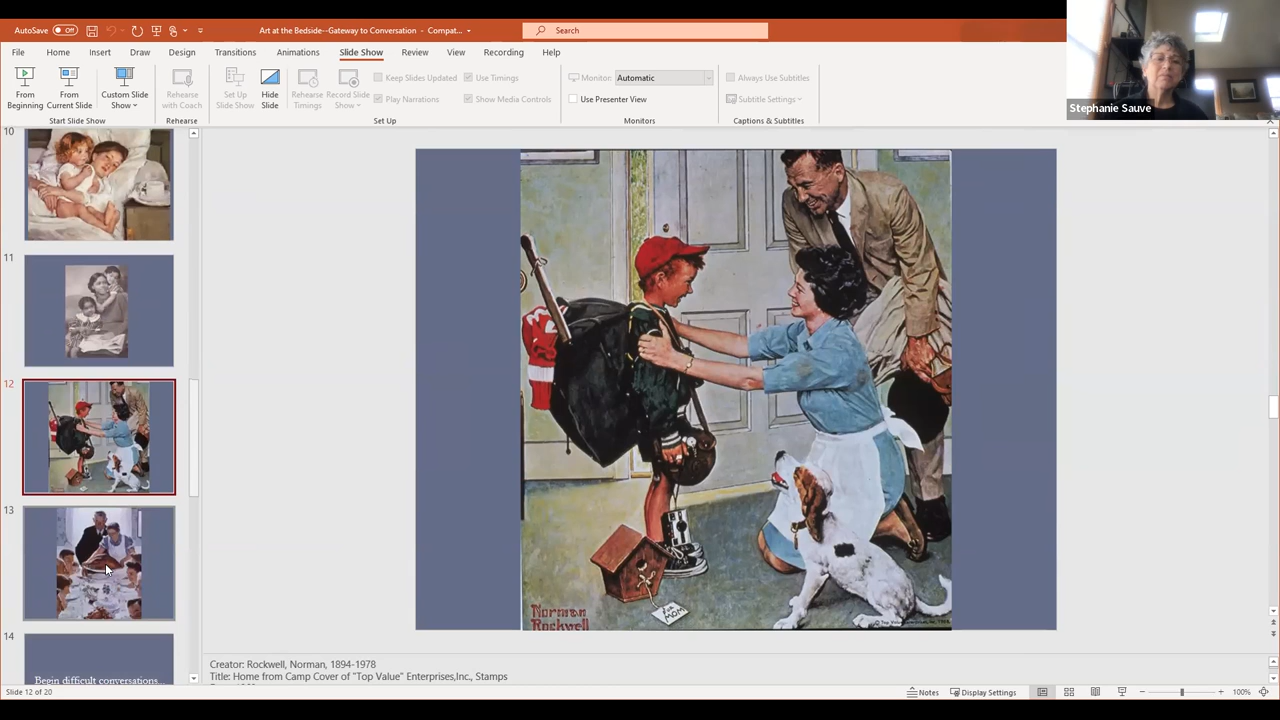 AutoSave Off Art at the Bedside--Gateway to Conversation - Compat... Search
Stephanie Sauve
File Home Insert Draw Design Transitions Animations Slide Show Review View Recording Help
From Beginning
From Current Slide
Custom Slide Show
Rehearse with Coach
Set Up Slide Show
Hide Slide
Rehearse Timings
Record Slide Show
Keep Slides Updated
Use Timings
Play Narrations
Show Media Controls
Monitor: Automatic
Use Presenter View
Always Use Subtitles
Subtitle Settings
Start Slide Show Rehearse Set Up Monitors Captions & Subtitles
10
11
12
13
14
Begin difficult conversations...
FOR MOM
Norman
Rockwell
Creator: Rockwell, Norman, 1894-1978
Title: Home from Camp Cover of "Top Value" Enterprises,Inc., Stamps
Slide 12 of 20 Notes Display Settings 100%